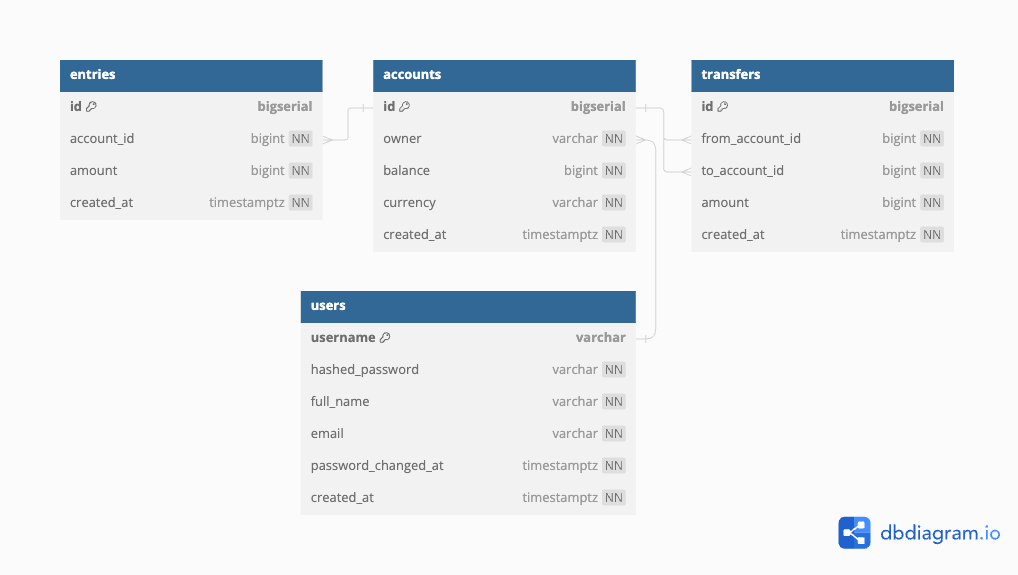 entries
id bigserial
account_id bigint NN
amount bigint NN
created_at timestamptz NN
accounts
id bigserial
owner varchar NN
balance bigint NN
currency varchar NN
created_at timestamptz NN
transfers
id bigserial
from_account_id bigint NN
to_account_id bigint NN
amount bigint NN
created_at timestamptz NN
users
username varchar
hashed_password varchar NN
full_name varchar NN
email varchar NN
password_changed_at timestamptz NN
created_at timestamptz NN
dbdiagram.io